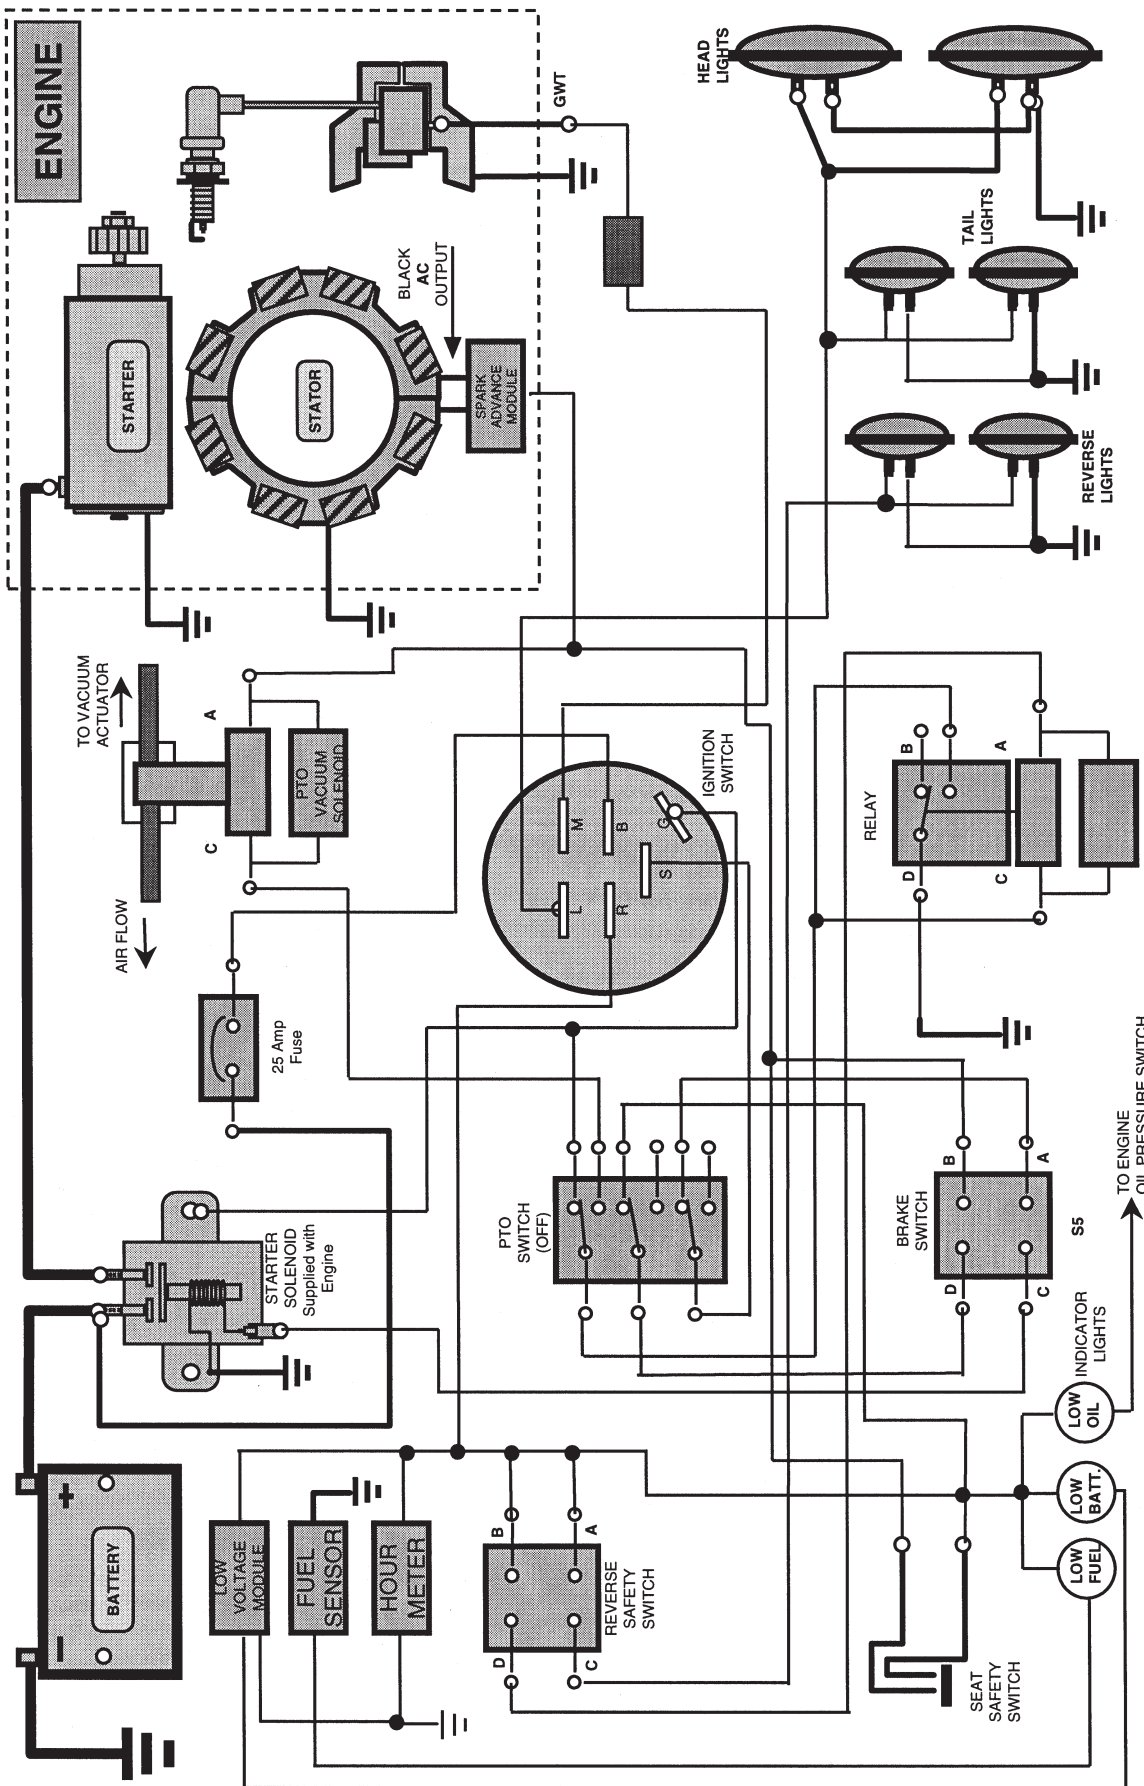 ENGINE
HEAD
LIGHTS
GWT
STARTER
STATOR
BLACK
AC
OUTPUT
SPARK
ADVANCE
MODULE
TAIL
LIGHTS
REVERSE
LIGHTS
TO VACUUM
ACTUATOR
A
C
PTO
VACUUM
SOLENOID
AIR FLOW
IGNITION
SWITCH
M
B
G
S
L
R
RELAY
B
A
D
C
25 Amp
Fuse
STARTER
SOLENOID
Supplied with
Engine
PTO
SWITCH
(OFF)
BRAKE
SWITCH
B
A
D
C
S5
TO ENGINE
OIL PRESSURE SWITCH
INDICATOR
LIGHTS
LOW
OIL
LOW
BATT.
LOW
FUEL
+
BATTERY
–
LOW
VOLTAGE
MODULE
FUEL
SENSOR
HOUR
METER
B
A
D
C
REVERSE
SAFETY
SWITCH
SEAT
SAFETY
SWITCH